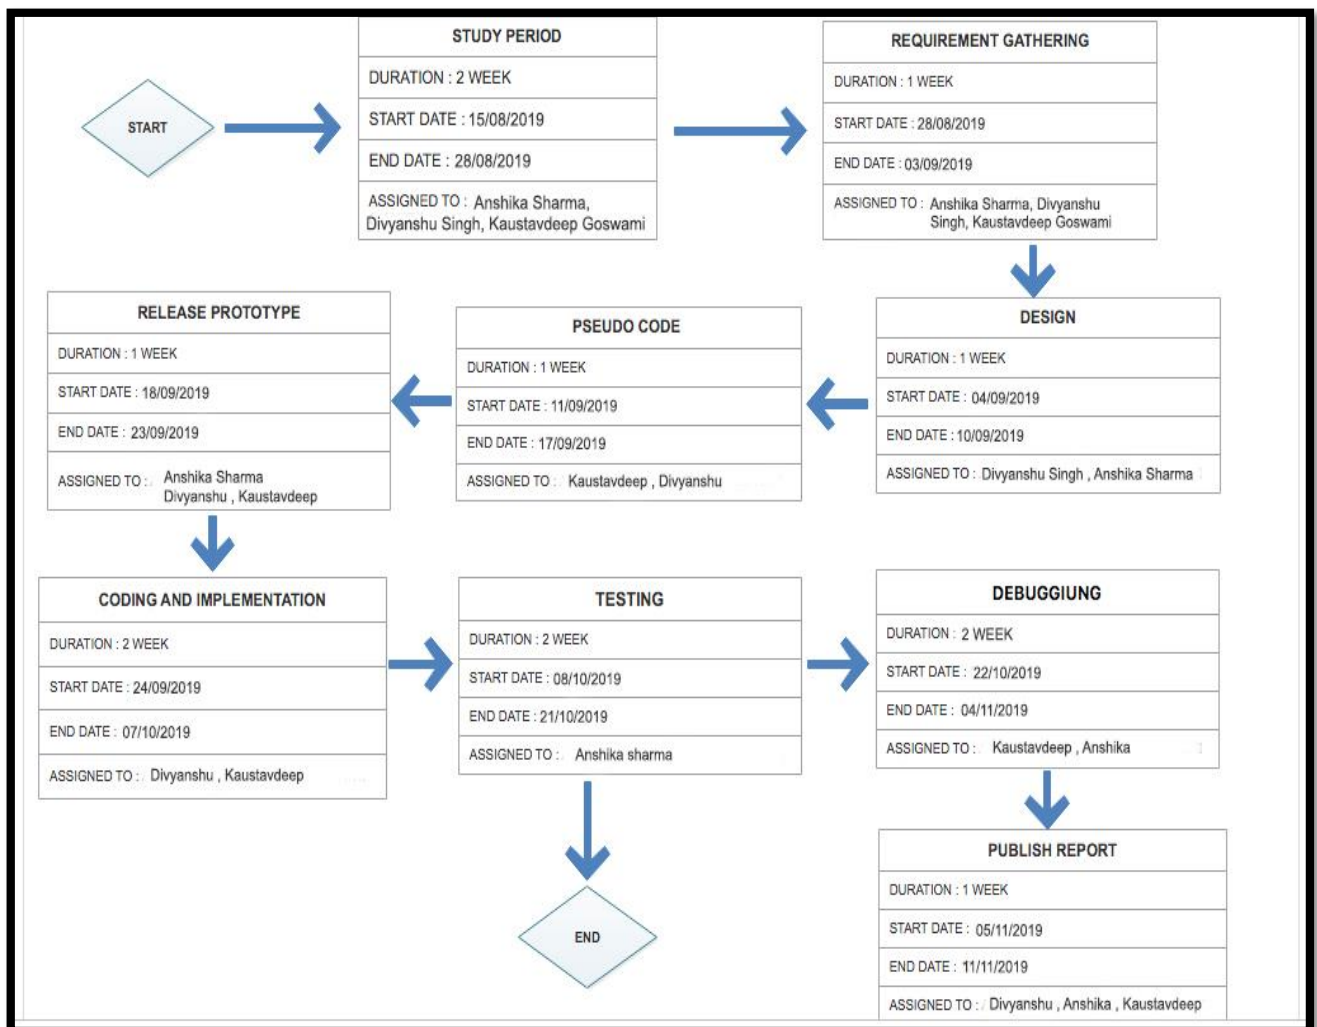 START
STUDY PERIOD
DURATION : 2 WEEK
START DATE : 15/08/2019
END DATE : 28/08/2019
ASSIGNED TO : Anshika Sharma,
Divyanshu Singh, Kaustavdeep Goswami
REQUIREMENT GATHERING
DURATION : 1 WEEK
START DATE : 28/08/2019
END DATE : 03/09/2019
ASSIGNED TO : Anshika Sharma, Divyanshu
Singh, Kaustavdeep Goswami
DESIGN
DURATION : 1 WEEK
START DATE : 04/09/2019
END DATE : 10/09/2019
ASSIGNED TO : Divyanshu Singh , Anshika Sharma
PSEUDO CODE
DURATION : 1 WEEK
START DATE : 11/09/2019
END DATE : 17/09/2019
ASSIGNED TO : Kaustavdeep , Divyanshu
RELEASE PROTOTYPE
DURATION : 1 WEEK
START DATE : 18/09/2019
END DATE : 23/09/2019
ASSIGNED TO : Anshika Sharma
Divyanshu , Kaustavdeep
CODING AND IMPLEMENTATION
DURATION : 2 WEEK
START DATE : 24/09/2019
END DATE : 07/10/2019
ASSIGNED TO : Divyanshu , Kaustavdeep
TESTING
DURATION : 2 WEEK
START DATE : 08/10/2019
END DATE : 21/10/2019
ASSIGNED TO : Anshika sharma
DEBUGGIUNG
DURATION : 2 WEEK
START DATE : 22/10/2019
END DATE : 04/11/2019
ASSIGNED TO : Kaustavdeep , Anshika
END
PUBLISH REPORT
DURATION : 1 WEEK
START DATE : 05/11/2019
END DATE : 11/11/2019
ASSIGNED TO : Divyanshu , Anshika , Kaustavdeep